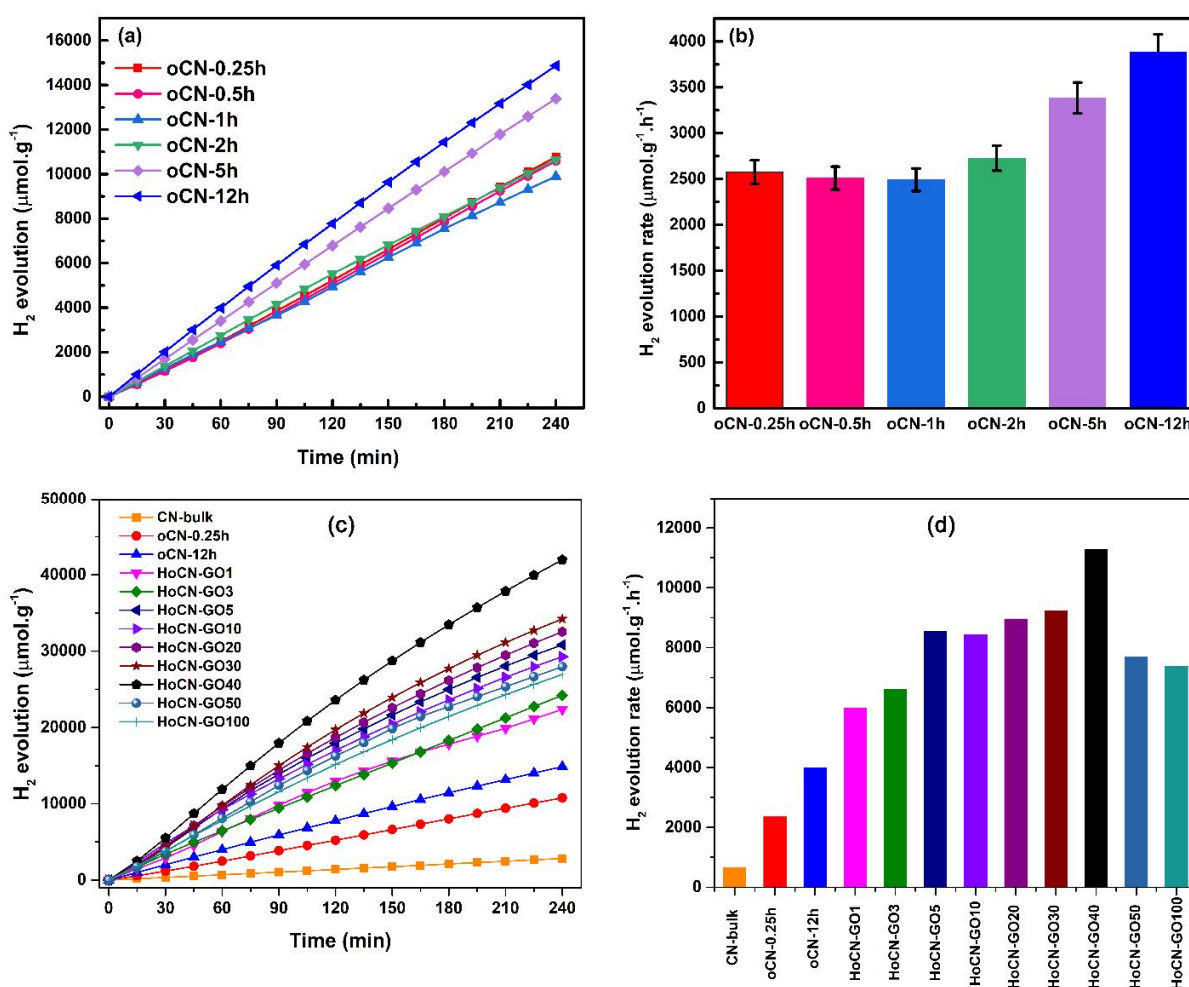 (a)
oCN-0.25h
oCN-0.5h
oCN-1h
oCN-2h
oCN-5h
oCN-12h
H₂ evolution (μmol.g⁻¹)
16000
14000
12000
10000
8000
6000
4000
2000
0
0 30 60 90 120 150 180 210 240
Time (min)
(b)
H₂ evolution rate (μmol.g⁻¹.h⁻¹)
4000
3500
3000
2500
2000
1500
1000
500
0
oCN-0.25h oCN-0.5h oCN-1h oCN-2h oCN-5h oCN-12h
(c)
CN-bulk
oCN-0.25h
oCN-12h
HoCN-GO1
HoCN-GO3
HoCN-GO5
HoCN-GO10
HoCN-GO20
HoCN-GO30
HoCN-GO40
HoCN-GO50
HoCN-GO100
H₂ evolution (μmol.g⁻¹)
50000
40000
30000
20000
10000
0
0 30 60 90 120 150 180 210 240
Time (min)
(d)
H₂ evolution rate (μmol.g⁻¹.h⁻¹)
12000
10000
8000
6000
4000
2000
0
CN-bulk
oCN-0.25h
oCN-12h
HoCN-GO1
HoCN-GO3
HoCN-GO5
HoCN-GO10
HoCN-GO20
HoCN-GO30
HoCN-GO40
HoCN-GO50
HoCN-GO100